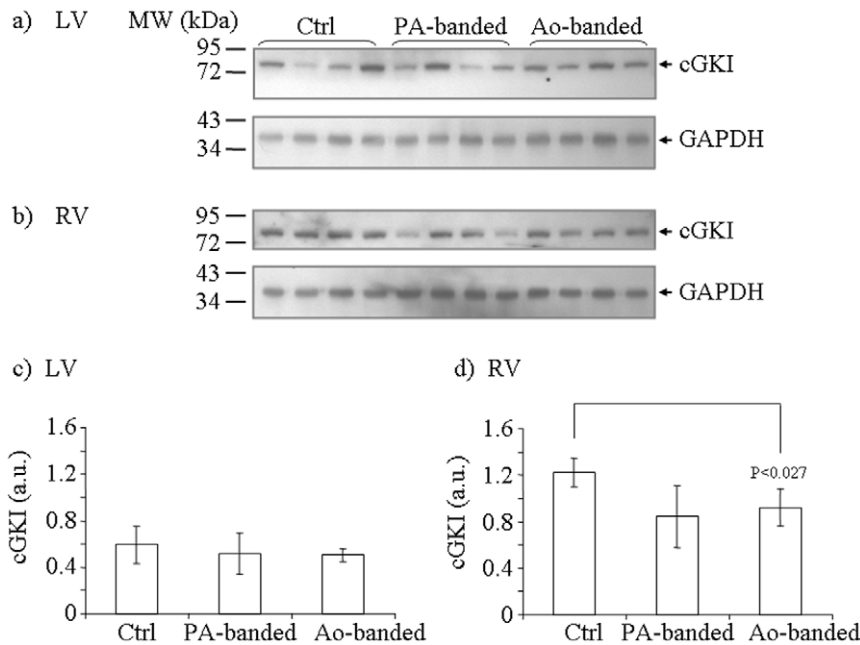 a) LV MW (kDa) Ctrl PA-banded Ao-banded
95
72
cGKI
43
34
GAPDH
b) RV
95
72
cGKI
43
34
GAPDH
c) LV
cGKI (a.u.)
1.6
1.2
0.8
0.4
0
Ctrl PA-banded Ao-banded
d) RV
cGKI (a.u.)
1.6
1.2
0.8
0.4
0
P<0.027
Ctrl PA-banded Ao-banded